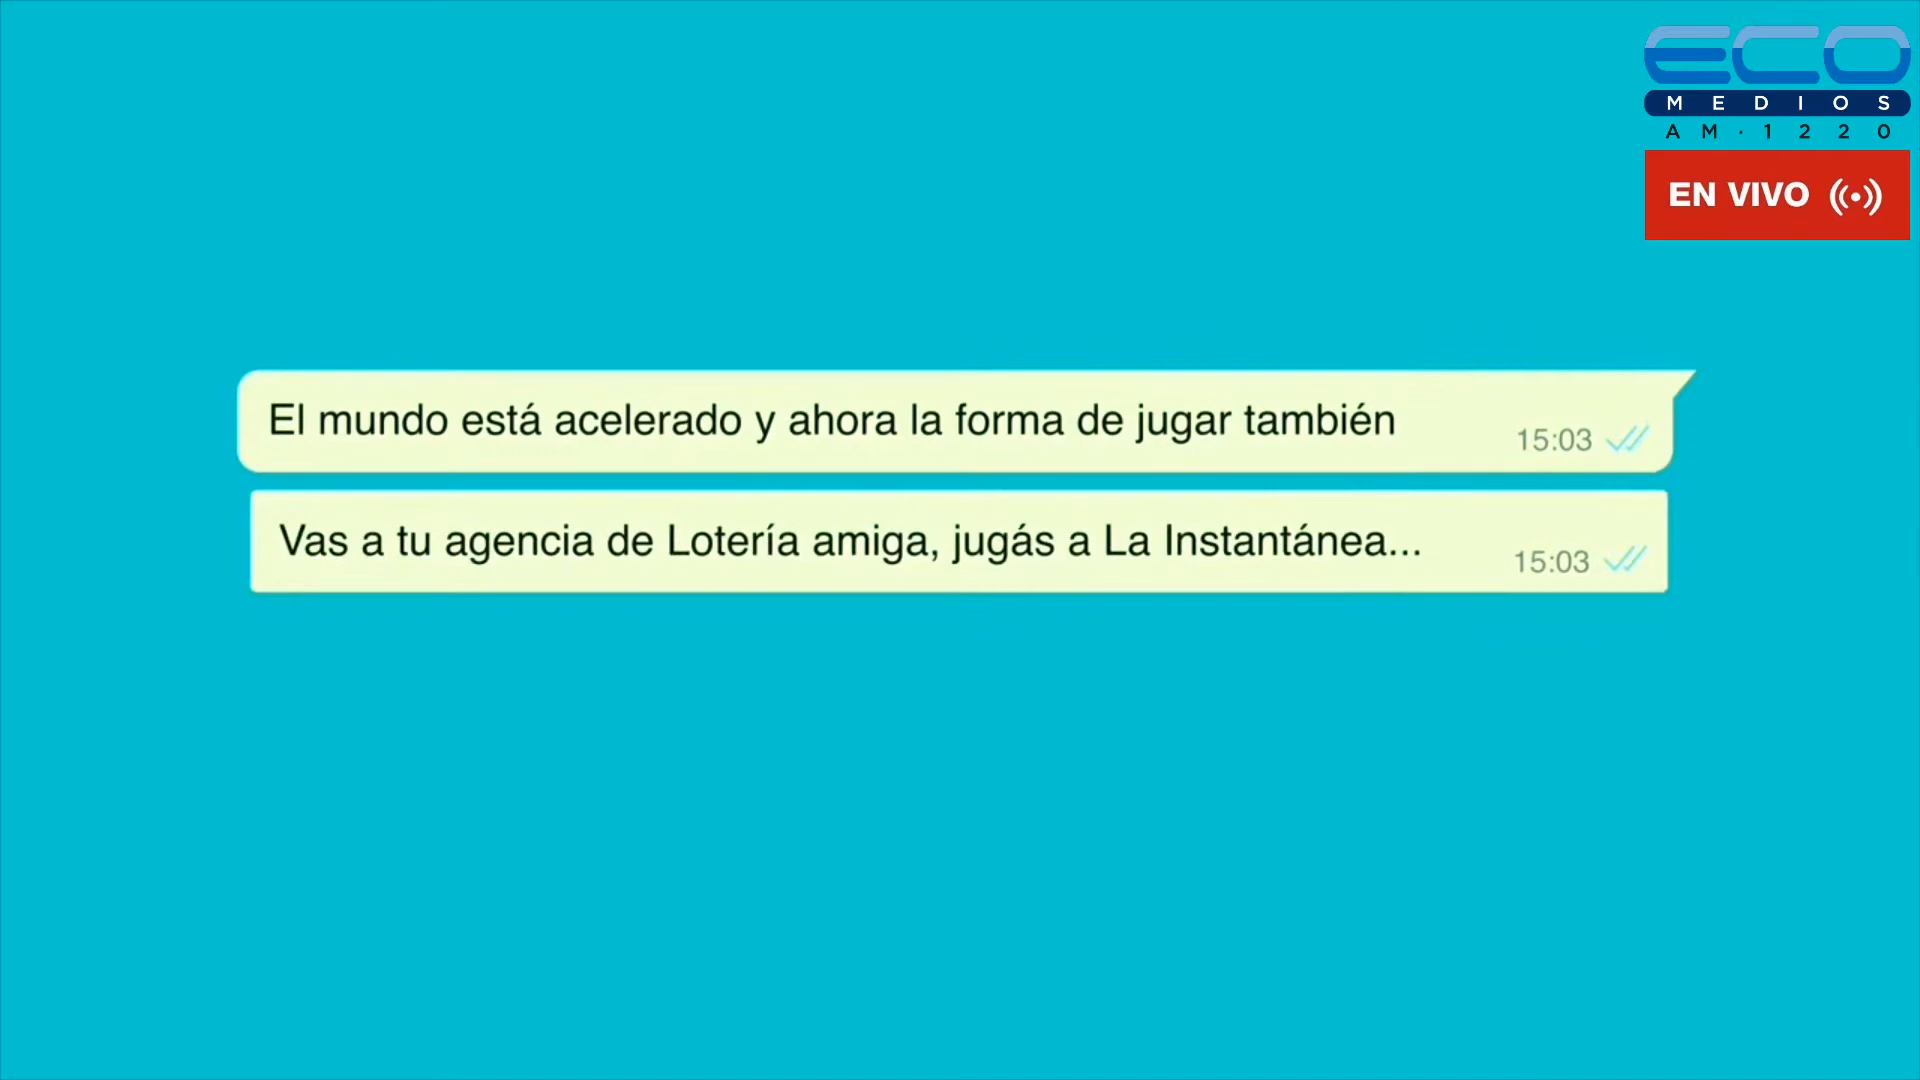 ECO
MEDIOS
AM·1220
EN VIVO
El mundo está acelerado y ahora la forma de jugar también
15:03
Vas a tu agencia de Lotería amiga, jugás a La Instantánea...
15:03